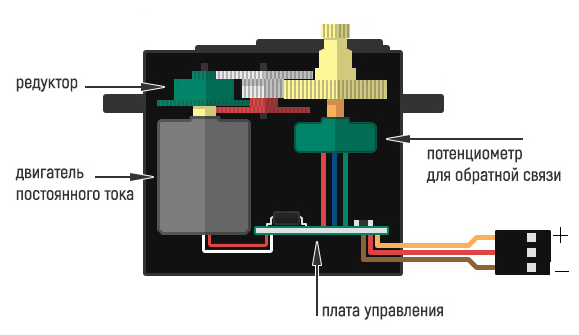 редуктор
двигатель
постоянного тока
потенциометр
для обратной связи
плата управления
+
−